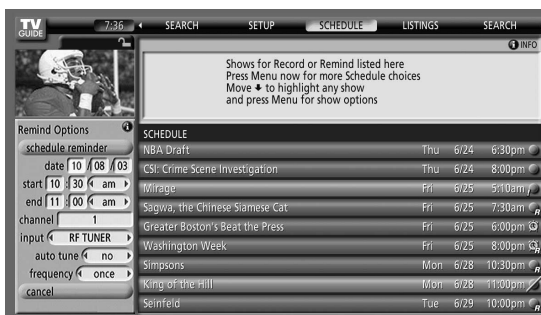 TV GUIDE 7:36 SEARCH SETUP SCHEDULE LISTINGS SEARCH
INFO
Shows for Record or Remind listed here
Press Menu now for more Schedule choices
Move to highlight any show
and press Menu for show options
Remind Options
schedule reminder
date 10 / 08 / 03
start 10 : 30 am
end 11 : 00 am
channel 1
input RF TUNER
auto tune no
frequency once
cancel
SCHEDULE
NBA Draft Thu 6/24 6:30pm
CSI: Crime Scene Investigation Thu 6/24 8:00pm
Mirage Fri 6/25 5:10am
Sagwa, the Chinese Siamese Cat Fri 6/25 7:30am R
Greater Boston's Beat the Press Fri 6/25 6:00pm
Washington Week Fri 6/25 8:00pm R
Simpsons Mon 6/28 10:30pm R
King of the Hill Mon 6/28 11:00pm
Seinfeld Tue 6/29 10:00pm R